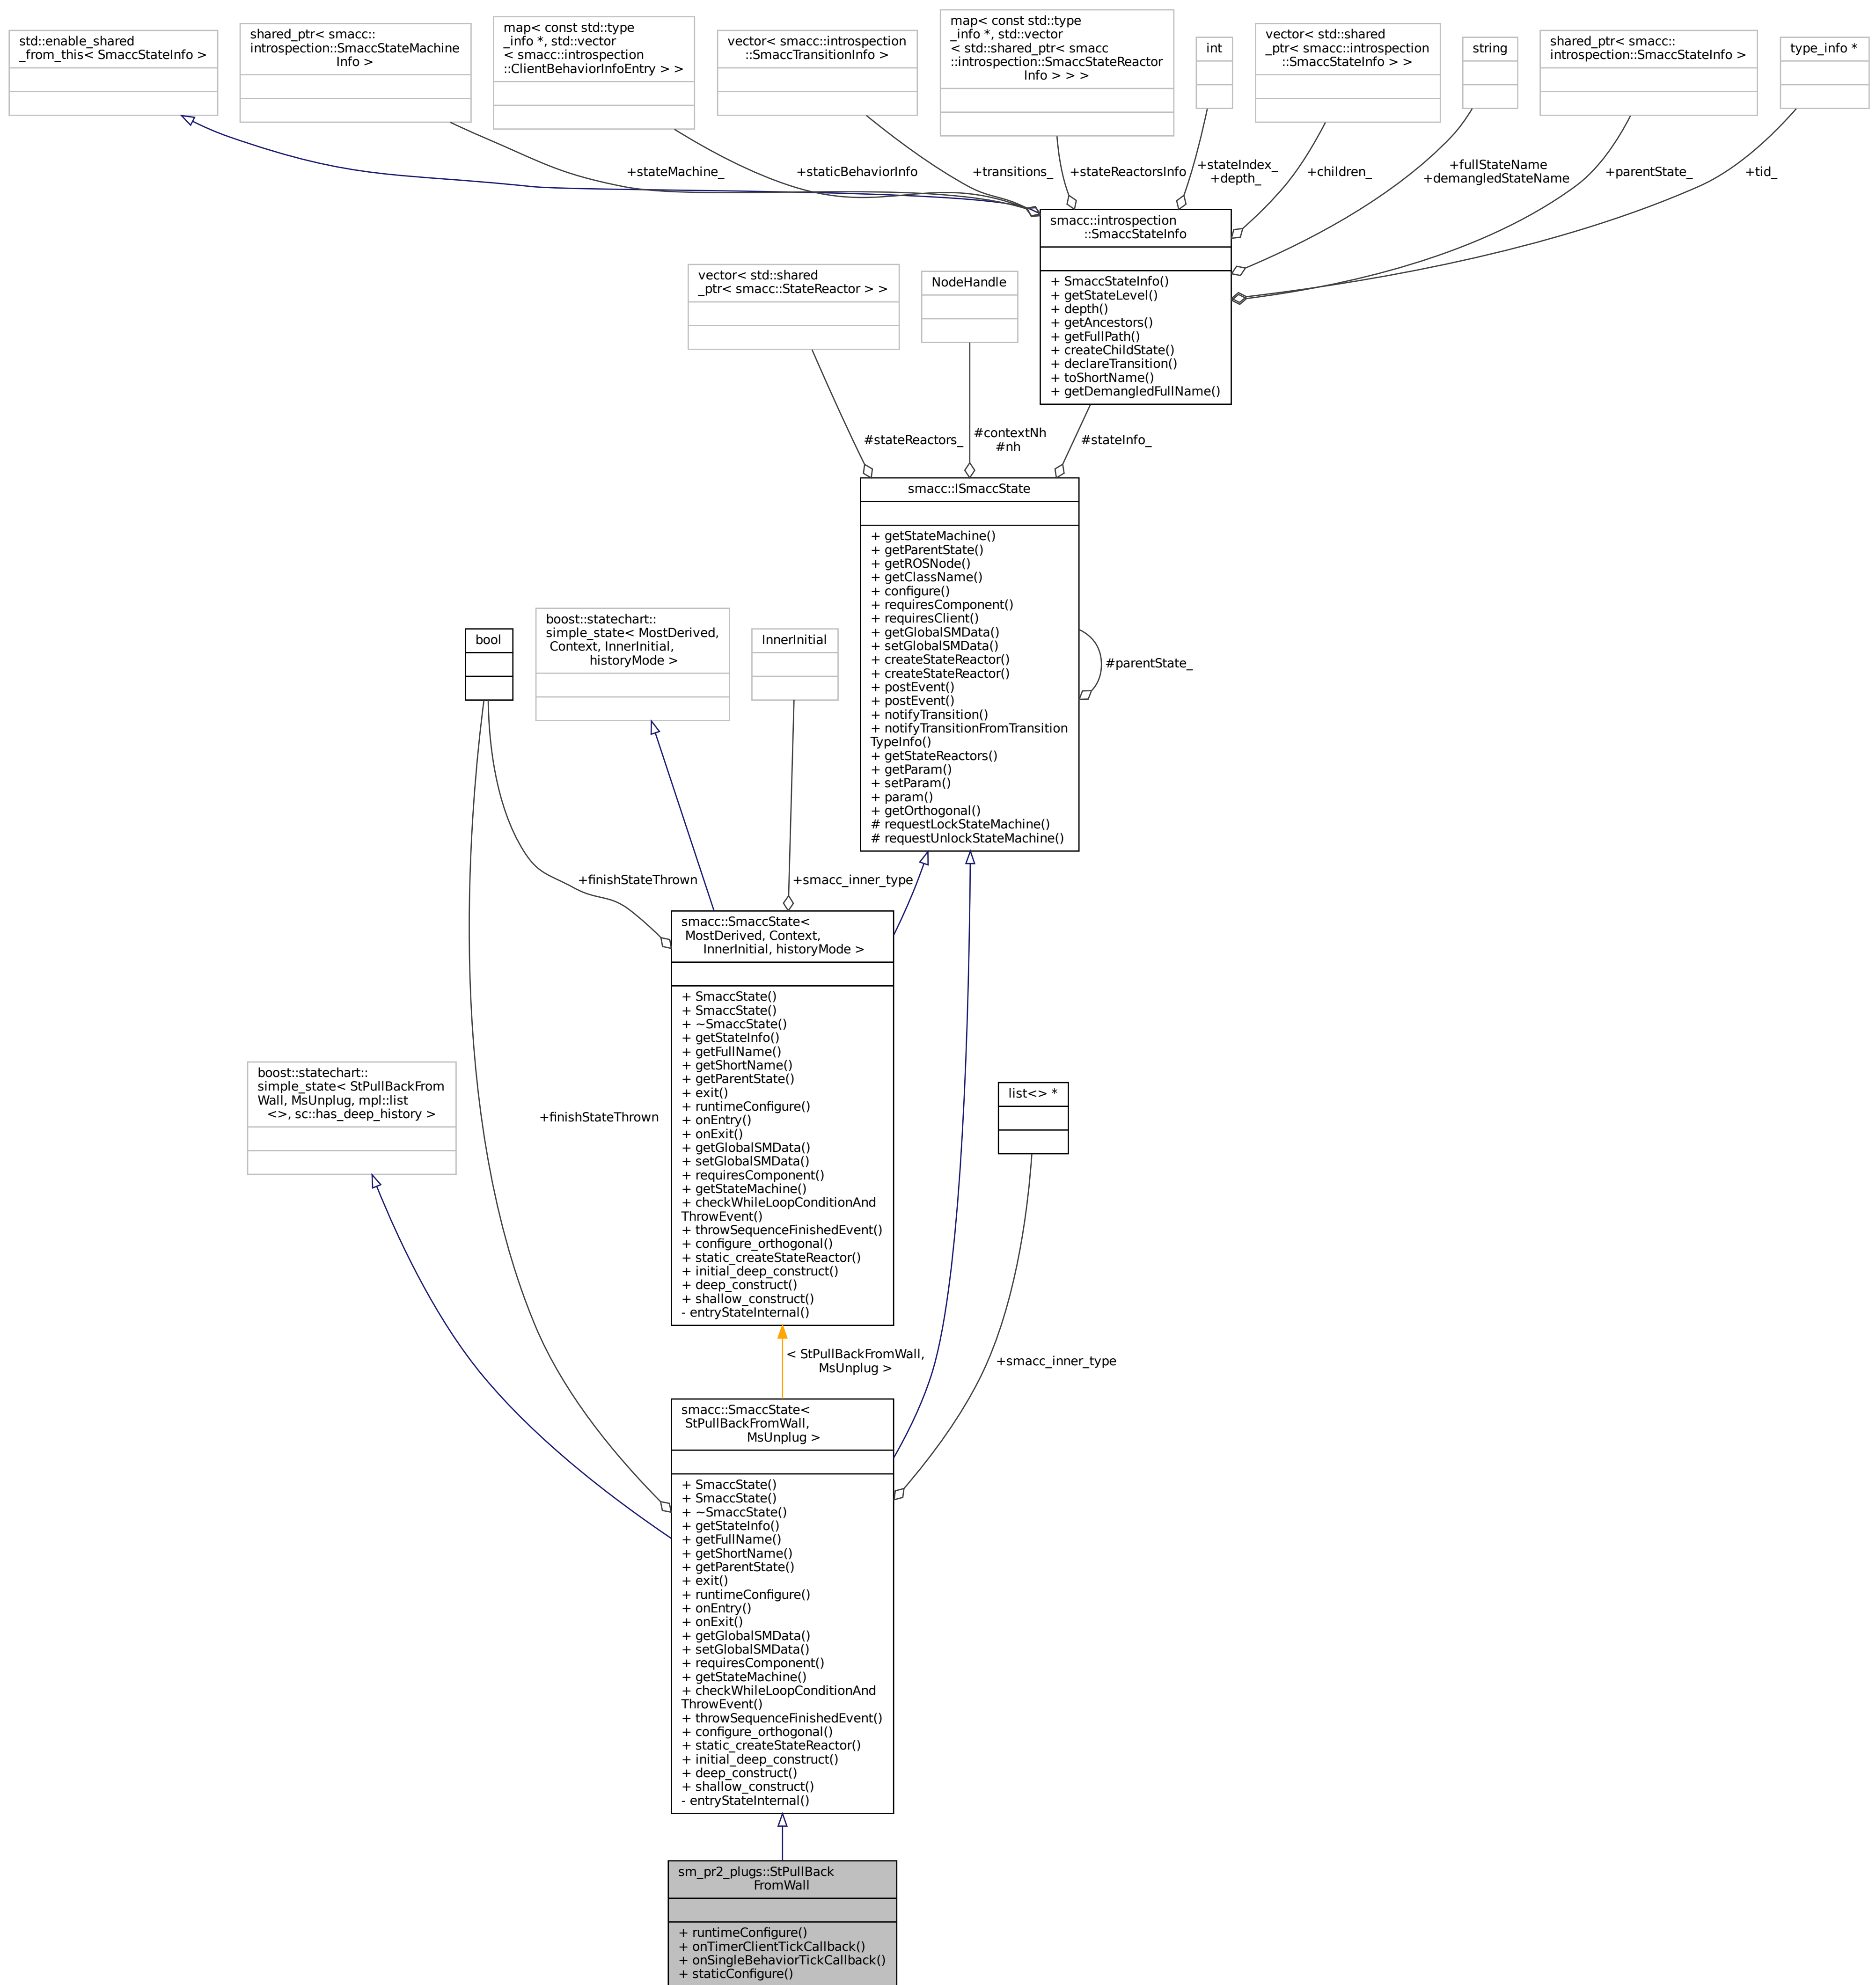 std::enable_shared
_from_this< SmaccStateInfo >
shared_ptr< smacc::
introspection::SmaccStateMachine
Info >
map< const std::type
_info *, std::vector
< smacc::introspection
::ClientBehaviorInfoEntry > >
vector< smacc::introspection
::SmaccTransitionInfo >
map< const std::type
_info *, std::vector
< std::shared_ptr< smacc
::introspection::SmaccStateReactor
Info > > >
int
vector< std::shared
_ptr< smacc::introspection
::SmaccStateInfo > >
string
shared_ptr< smacc::
introspection::SmaccStateInfo >
type_info *
+stateMachine_
+staticBehaviorInfo
+transitions_
+stateReactorsInfo
+stateIndex_
+depth_
+children_
+fullStateName
+demangledStateName
+parentState_
+tid_
smacc::introspection
::SmaccStateInfo
+ SmaccStateInfo()
+ getStateLevel()
+ depth()
+ getAncestors()
+ getFullPath()
+ createChildState()
+ declareTransition()
+ toShortName()
+ getDemangledFullName()
vector< std::shared
_ptr< smacc::StateReactor > >
NodeHandle
#stateReactors_
#contextNh
#nh
#stateInfo_
smacc::ISmaccState
+ getStateMachine()
+ getParentState()
+ getROSNode()
+ getClassName()
+ configure()
+ requiresComponent()
+ requiresClient()
+ getGlobalSMData()
+ setGlobalSMData()
+ createStateReactor()
+ createStateReactor()
+ postEvent()
+ postEvent()
+ notifyTransition()
+ notifyTransitionFromTransition
TypeInfo()
+ getStateReactors()
+ getParam()
+ setParam()
+ param()
+ getOrthogonal()
# requestLockStateMachine()
# requestUnlockStateMachine()
#parentState_
bool
boost::statechart::
simple_state< MostDerived,
Context, InnerInitial,
historyMode >
InnerInitial
+finishStateThrown
+smacc_inner_type
smacc::SmaccState<
MostDerived, Context,
InnerInitial, historyMode >
+ SmaccState()
+ SmaccState()
+ ~SmaccState()
+ getStateInfo()
+ getFullName()
+ getShortName()
+ getParentState()
+ exit()
+ runtimeConfigure()
+ onEntry()
+ onExit()
+ getGlobalSMData()
+ setGlobalSMData()
+ requiresComponent()
+ getStateMachine()
+ checkWhileLoopConditionAnd
ThrowEvent()
+ throwSequenceFinishedEvent()
+ configure_orthogonal()
+ static_createStateReactor()
+ initial_deep_construct()
+ deep_construct()
+ shallow_construct()
- entryStateInternal()
boost::statechart::
simple_state< StPullBackFrom
Wall, MsUnplug, mpl::list
<>, sc::has_deep_history >
+finishStateThrown
list<> *
< StPullBackFromWall,
MsUnplug >
+smacc_inner_type
smacc::SmaccState<
StPullBackFromWall,
MsUnplug >
+ SmaccState()
+ SmaccState()
+ ~SmaccState()
+ getStateInfo()
+ getFullName()
+ getShortName()
+ getParentState()
+ exit()
+ runtimeConfigure()
+ onEntry()
+ onExit()
+ getGlobalSMData()
+ setGlobalSMData()
+ requiresComponent()
+ getStateMachine()
+ checkWhileLoopConditionAnd
ThrowEvent()
+ throwSequenceFinishedEvent()
+ configure_orthogonal()
+ static_createStateReactor()
+ initial_deep_construct()
+ deep_construct()
+ shallow_construct()
- entryStateInternal()
sm_pr2_plugs::StPullBack
FromWall
+ runtimeConfigure()
+ onTimerClientTickCallback()
+ onSingleBehaviorTickCallback()
+ staticConfigure()